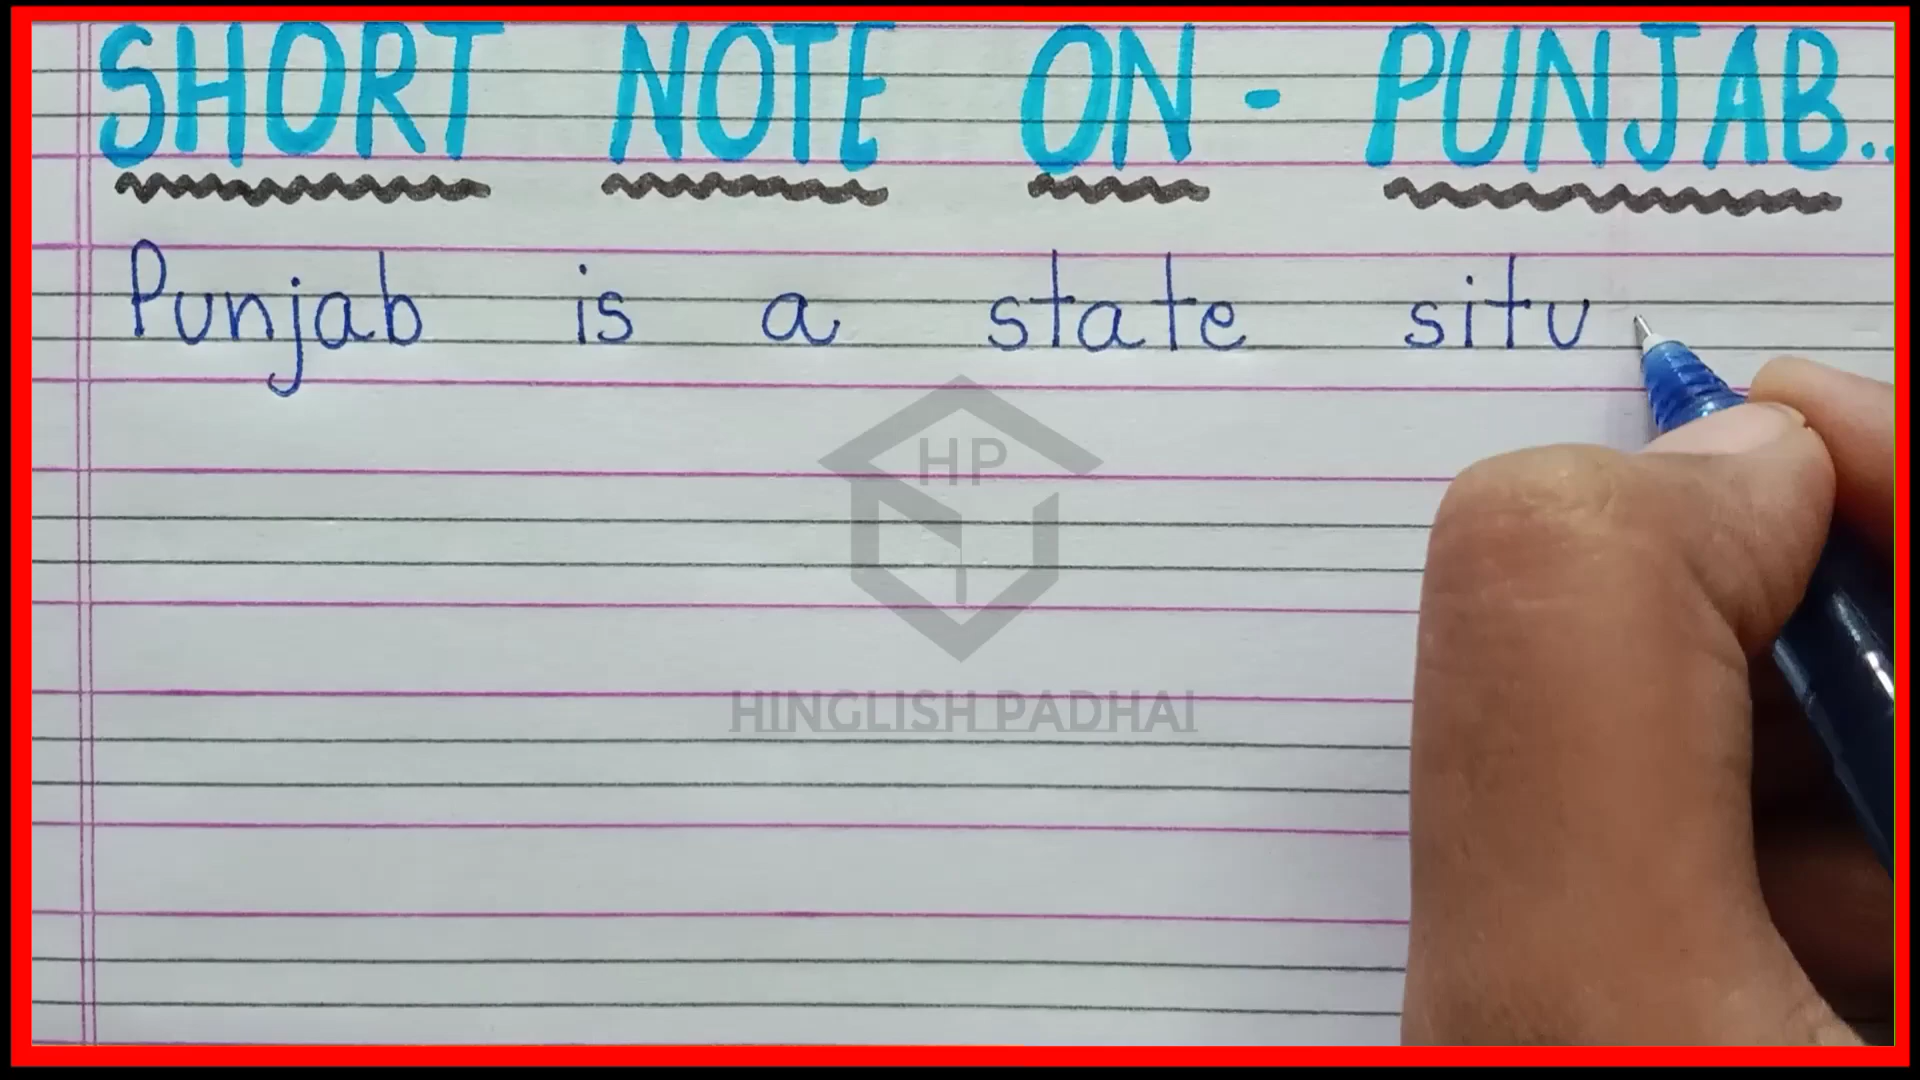 SHORT NOTE ON - PUNJAB..
Punjab is a state situ
HP
HINGLISH PADHAI